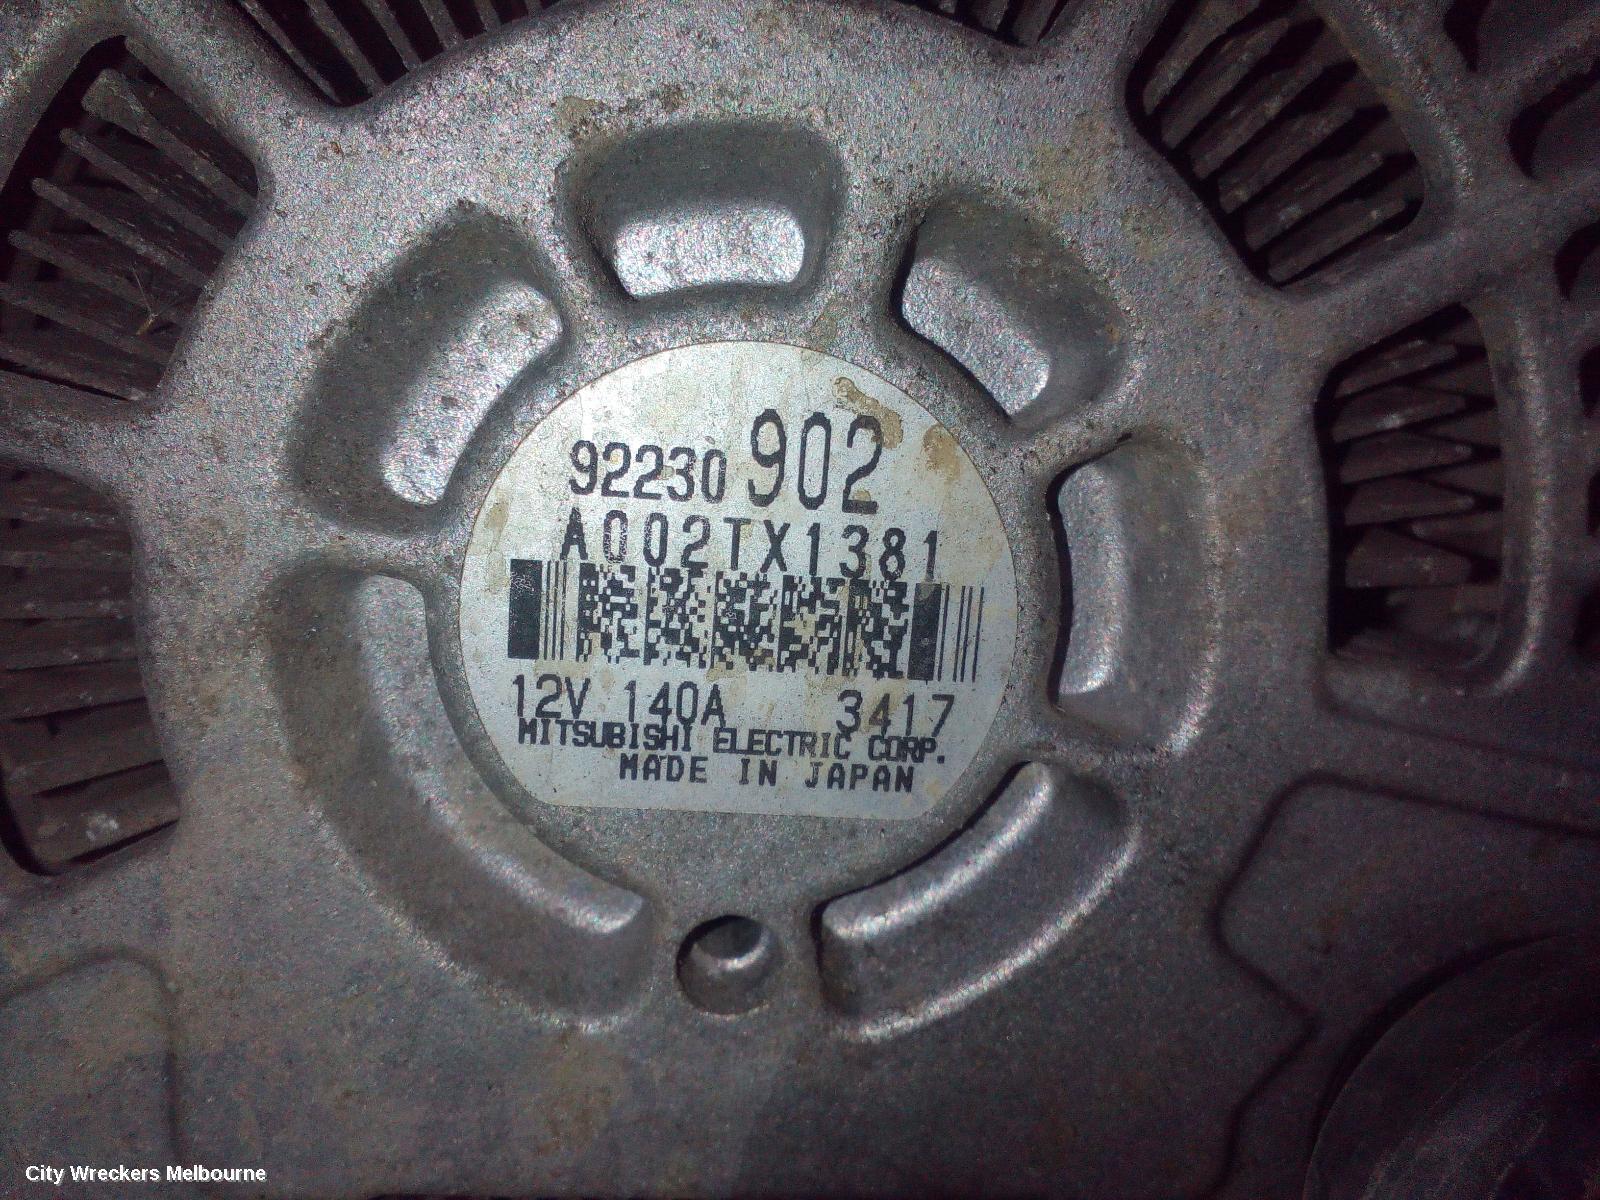 92230 902
A002TX1381
12V 140A 3417
MITSUBISHI ELECTRIC CORP.
MADE IN JAPAN
City Wreckers Melbourne